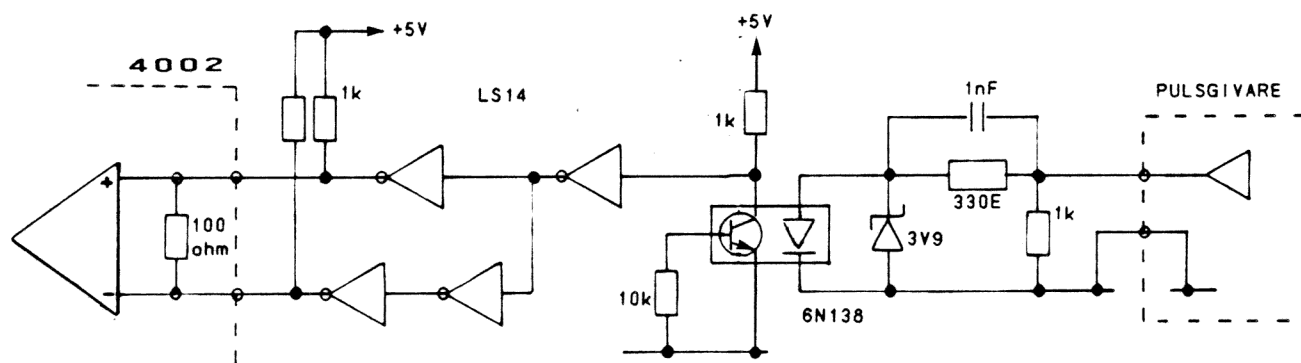 4002
+5V
1k
LS14
+5V
1k
1nF
PULSGIVARE
+
100
ohm
330E
1k
3V9
10k
6N138